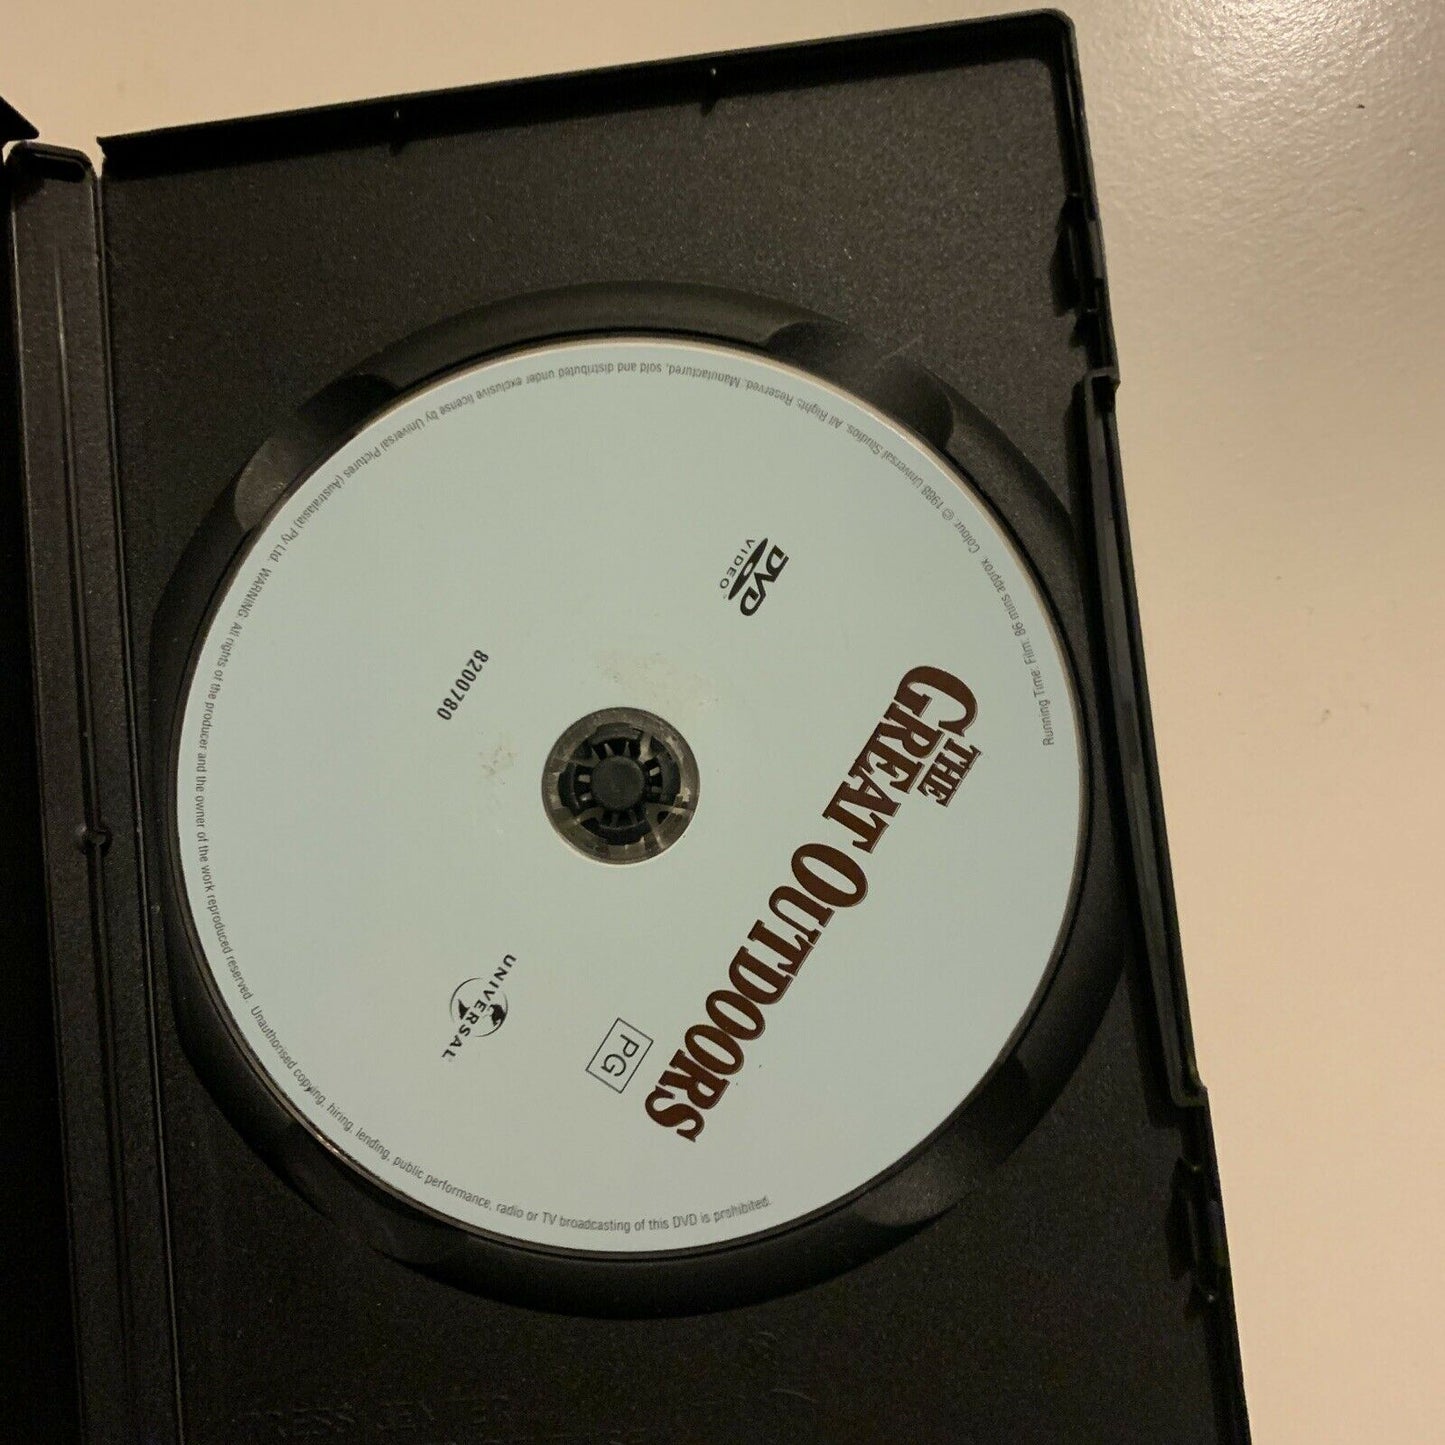 THE
GREAT OUTDOORS
DVD
VIDEO
PG
8200780
UNIVERSAL
Running Time: Film: 86 mins approx. Colour. © 1988 Universal Studios. All Rights Reserved. Manufactured, sold and distributed under exclusive license by Universal Pictures (Australasia) Pty Ltd. WARNING: All rights of the producer and the owner of the work reproduced reserved. Unauthorised copying, hiring, lending, public performance, radio or TV broadcasting of this DVD is prohibited.
PRESS CENTER